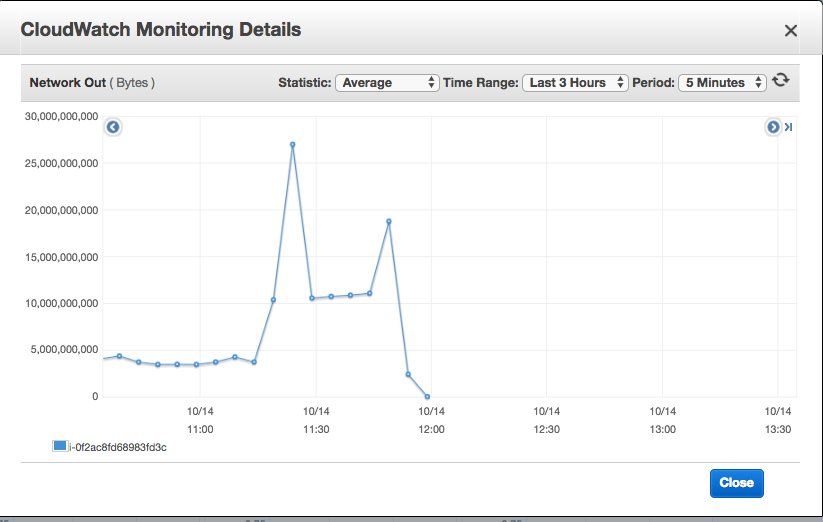 CloudWatch Monitoring Details
Network Out ( Bytes ) Statistic: Average Time Range: Last 3 Hours Period: 5 Minutes
30,000,000,000
25,000,000,000
20,000,000,000
15,000,000,000
10,000,000,000
5,000,000,000
0
10/14 10/14 10/14 10/14 10/14 10/14
11:00 11:30 12:00 12:30 13:00 13:30
i-0f2ac8fd68983fd3c
Close